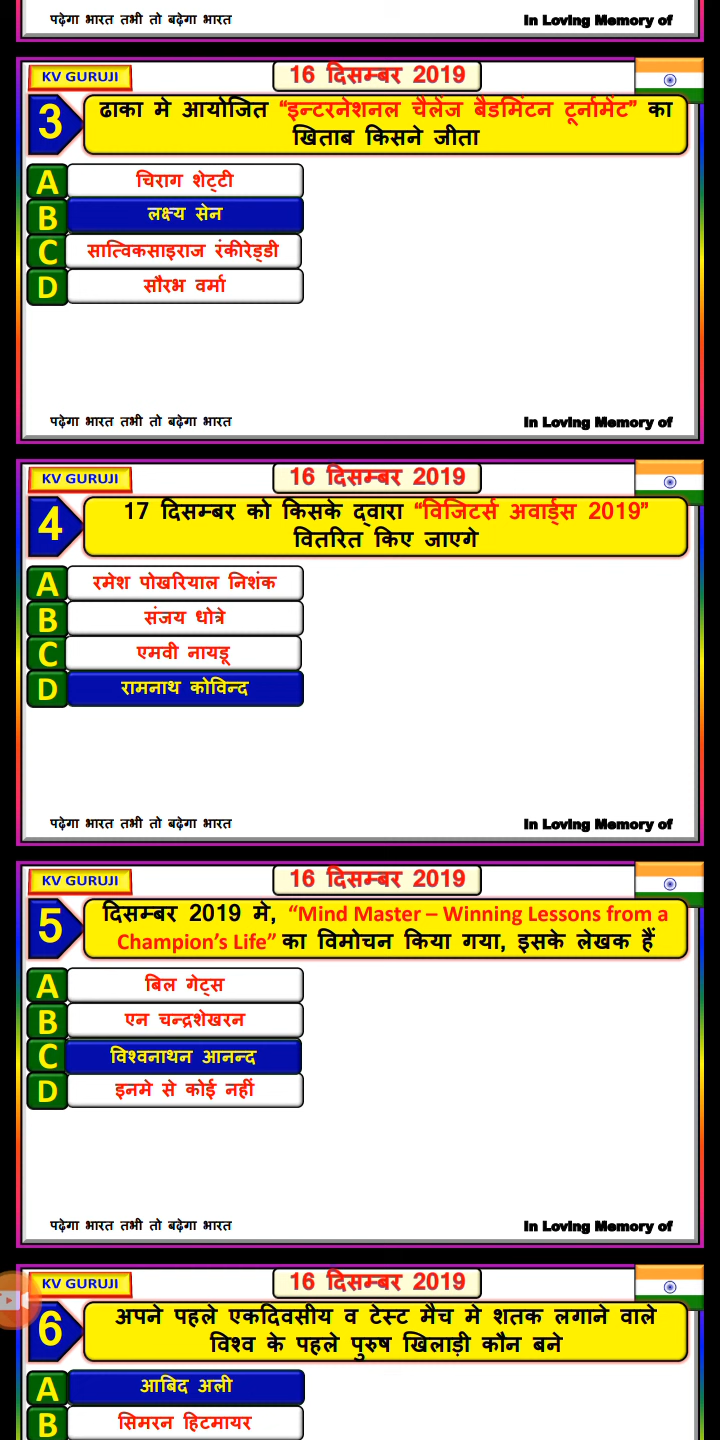 पढ़ेगा भारत तभी तो बढ़ेगा भारत
In Loving Memory of
KV GURUJI
16 दिसम्बर 2019
3
ढाका मे आयोजित “इन्टरनेशनल चैलेंज बैडमिंटन टूर्नामेंट” का
खिताब किसने जीता
A चिराग शेट्टी
B लक्ष्य सेन
C सात्विकसाइराज रंकीरेड्डी
D सौरभ वर्मा
पढ़ेगा भारत तभी तो बढ़ेगा भारत
In Loving Memory of
KV GURUJI
16 दिसम्बर 2019
4
17 दिसम्बर को किसके द्वारा “विजिटर्स अवार्ड्स 2019”
वितरित किए जाएगे
A रमेश पोखरियाल निशंक
B संजय धोत्रे
C एमवी नायडू
D रामनाथ कोविन्द
पढ़ेगा भारत तभी तो बढ़ेगा भारत
In Loving Memory of
KV GURUJI
16 दिसम्बर 2019
5
दिसम्बर 2019 मे, “Mind Master – Winning Lessons from a
Champion’s Life” का विमोचन किया गया, इसके लेखक हैं
A बिल गेट्स
B एन चन्द्रशेखरन
C विश्वनाथन आनन्द
D इनमे से कोई नहीं
पढ़ेगा भारत तभी तो बढ़ेगा भारत
In Loving Memory of
KV GURUJI
16 दिसम्बर 2019
6
अपने पहले एकदिवसीय व टेस्ट मैच मे शतक लगाने वाले
विश्व के पहले पुरुष खिलाड़ी कौन बने
A आबिद अली
B सिमरन हिटमायर